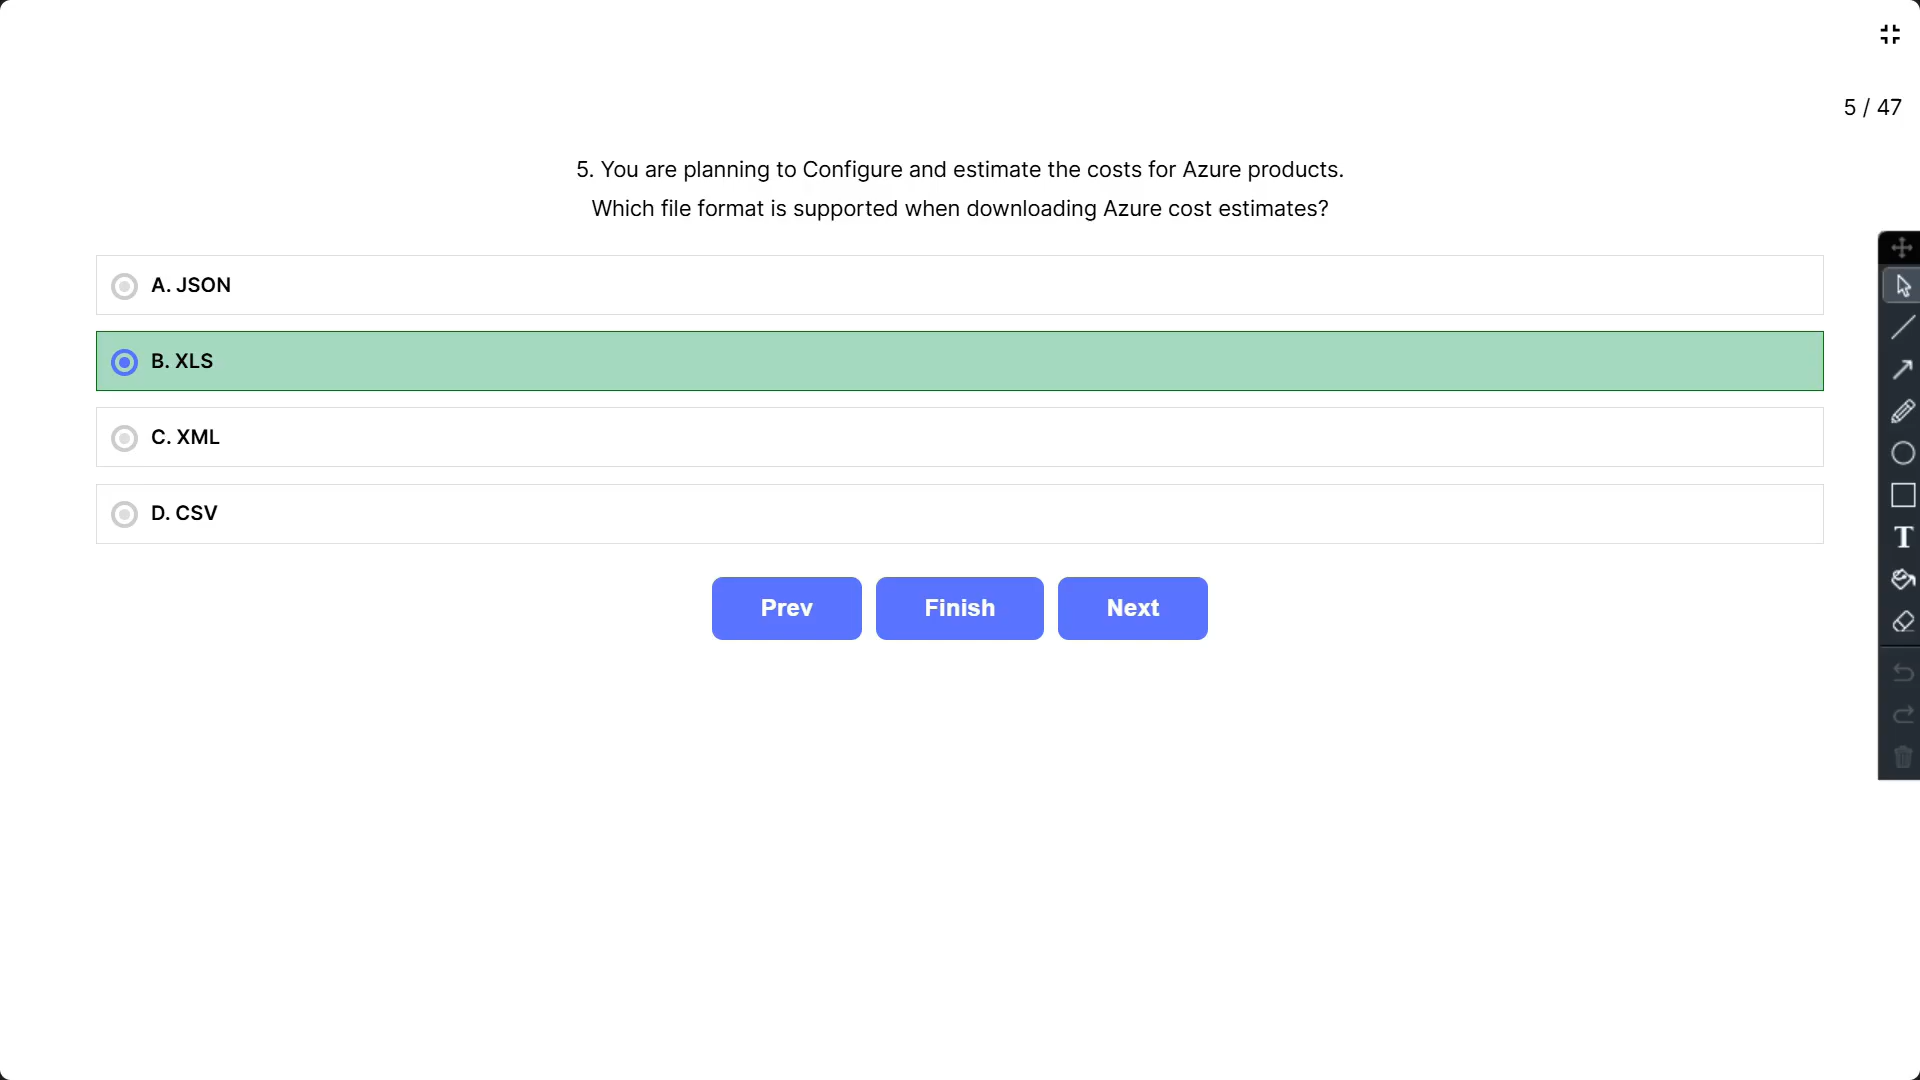 5 / 47
5. You are planning to Configure and estimate the costs for Azure products.
Which file format is supported when downloading Azure cost estimates?
A. JSON
B. XLS
C. XML
D. CSV
Prev
Finish
Next
T